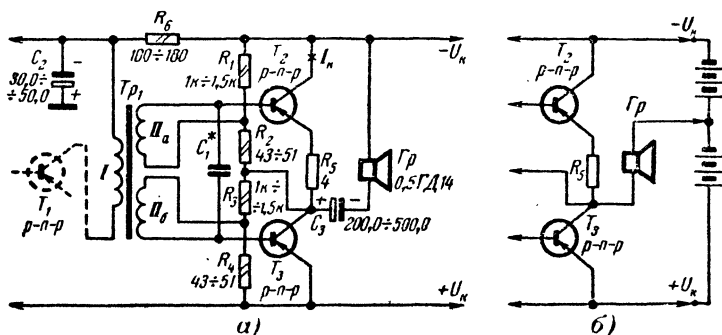 R₆
160÷180
C₂
30,0÷
÷50,0
−
+
Тр₁
I
IIа
IIб
T₁
p-n-p
C₁*
R₁
1к÷1,5к
R₂
43÷51
R₃
1к÷
÷1,5к
R₄
43÷51
T₂
p-n-p
Iк
R₅
4
Гр
0,5ГД14
+
−
C₃
200,0÷500,0
T₃
p-n-p
−Uк
+Uк
а)
−Uк
T₂
p-n-p
R₅
Гр
T₃
p-n-p
+Uк
б)